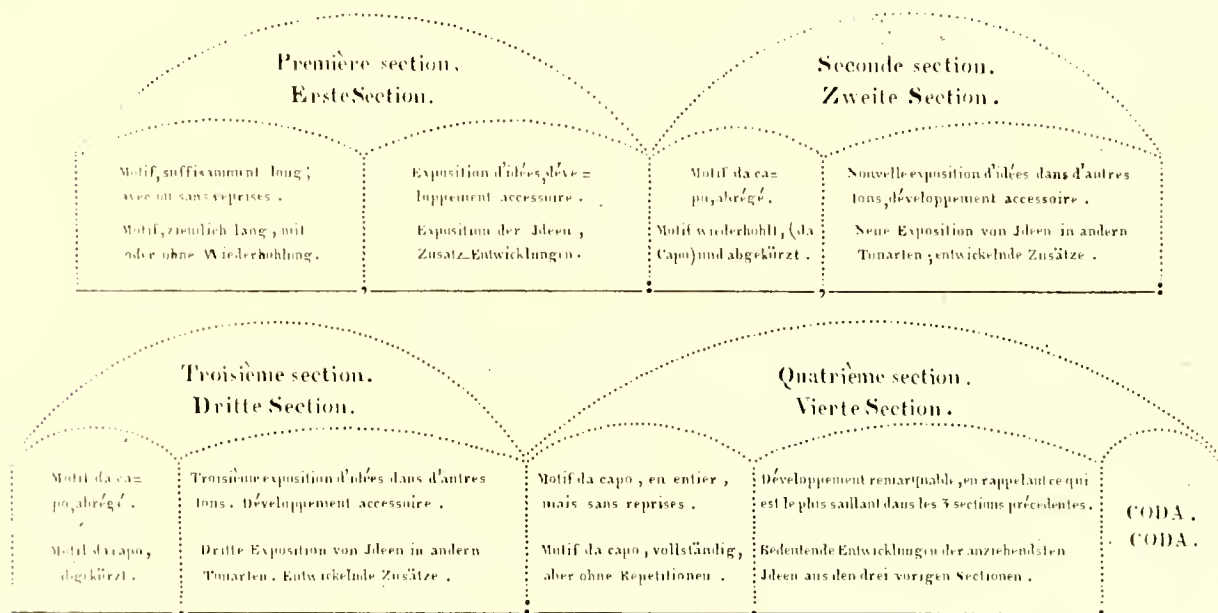 Première section.
Erste Section.
Motif, suffisamment long;
avec ou sans reprises.
Motif, ziemlich lang, mit
oder ohne Wiederhohlung.
Exposition d'idées, déve=
loppement accessoire.
Exposition der Jdeen,
Zusatz-Entwicklungen.
Seconde section.
Zweite Section.
Motif da ca=
po, abrégé.
Motif wiederhohlt, (da
Capo) und abgekürzt.
Nouvelle exposition d'idées dans d'autres
tons, développement accessoire.
Neue Exposition von Jdeen in andern
Tonarten; entwickelnde Zusätze.
Troisième section.
Dritte Section.
Motif da ca=
po, abrégé.
Motif da capo,
abgekürzt.
Troisième exposition d'idées dans d'autres
tons. Développement accessoire.
Dritte Exposition von Jdeen in andern
Tonarten. Entwickelnde Zusätze.
Quatrième section.
Vierte Section.
Motif da capo, en entier,
mais sans reprises.
Motif da capo, vollständig,
aber ohne Repetitionen.
Développement remarquable, en rappelant ce qui
est le plus saillant dans les 3 sections précedentes.
Bedeutende Entwicklungen der anziehendsten
Jdeen aus den drei vorigen Sectionen.
CODA.
CODA.